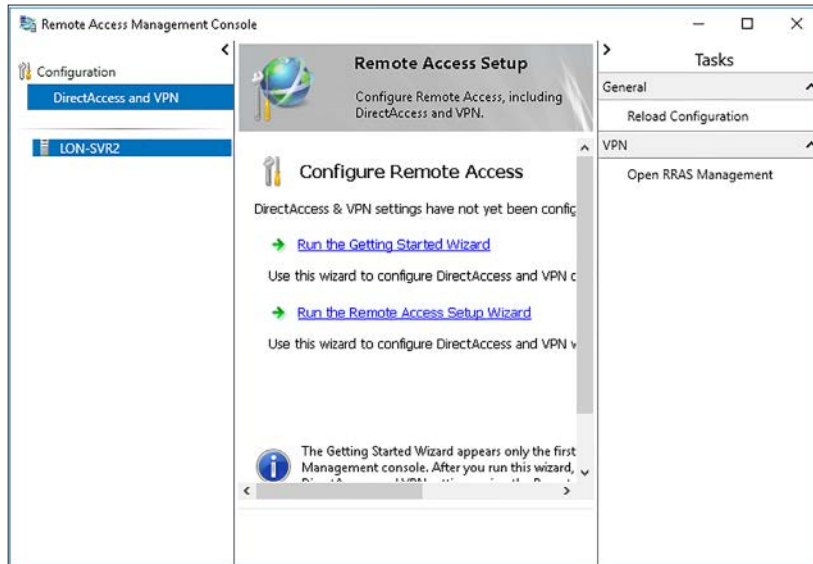 Remote Access Management Console
Configuration
DirectAccess and VPN
LON-SVR2
Remote Access Setup
Configure Remote Access, including
DirectAccess and VPN.
Configure Remote Access
DirectAccess & VPN settings have not yet been config
Run the Getting Started Wizard
Use this wizard to configure DirectAccess and VPN
Run the Remote Access Setup Wizard
Use this wizard to configure DirectAccess and VPN
The Getting Started Wizard appears only the first
Management console. After you run this wizard,
Tasks
General
Reload Configuration
VPN
Open RRAS Management